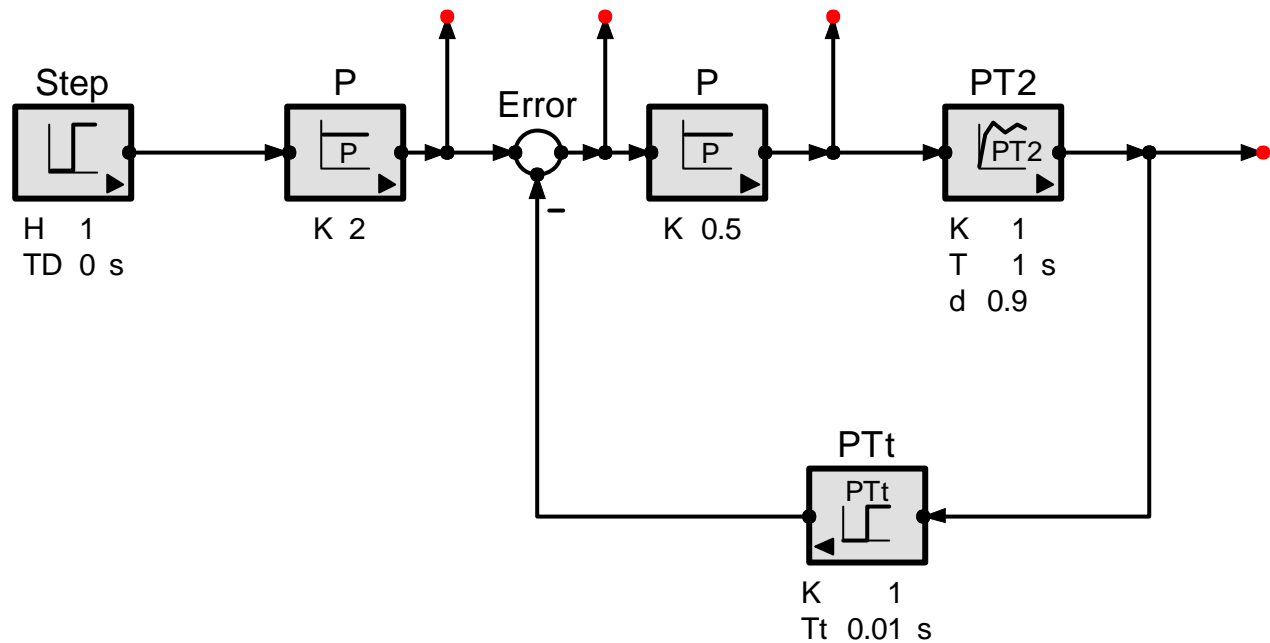 Step
P
Error
P
PT2
P
P
PT2
H 1
TD 0 s
K 2
K 0.5
K 1
T 1 s
d 0.9
–
PTt
PTt
K 1
Tt 0.01 s